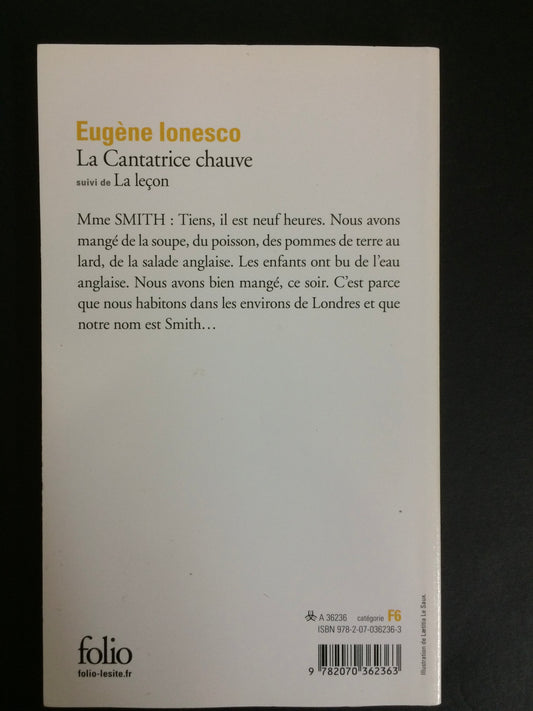 Eugène Ionesco
La Cantatrice chauve
suivi de La leçon
Mme SMITH : Tiens, il est neuf heures. Nous avons
mangé de la soupe, du poisson, des pommes de terre au
lard, de la salade anglaise. Les enfants ont bu de l’eau
anglaise. Nous avons bien mangé, ce soir. C’est parce
que nous habitons dans les environs de Londres et que
notre nom est Smith…
A 36236 catégorie F6
ISBN 978-2-07-036236-3
9 782070 362363
folio
folio-lesite.fr
Illustration de Lætitia Le Saux.